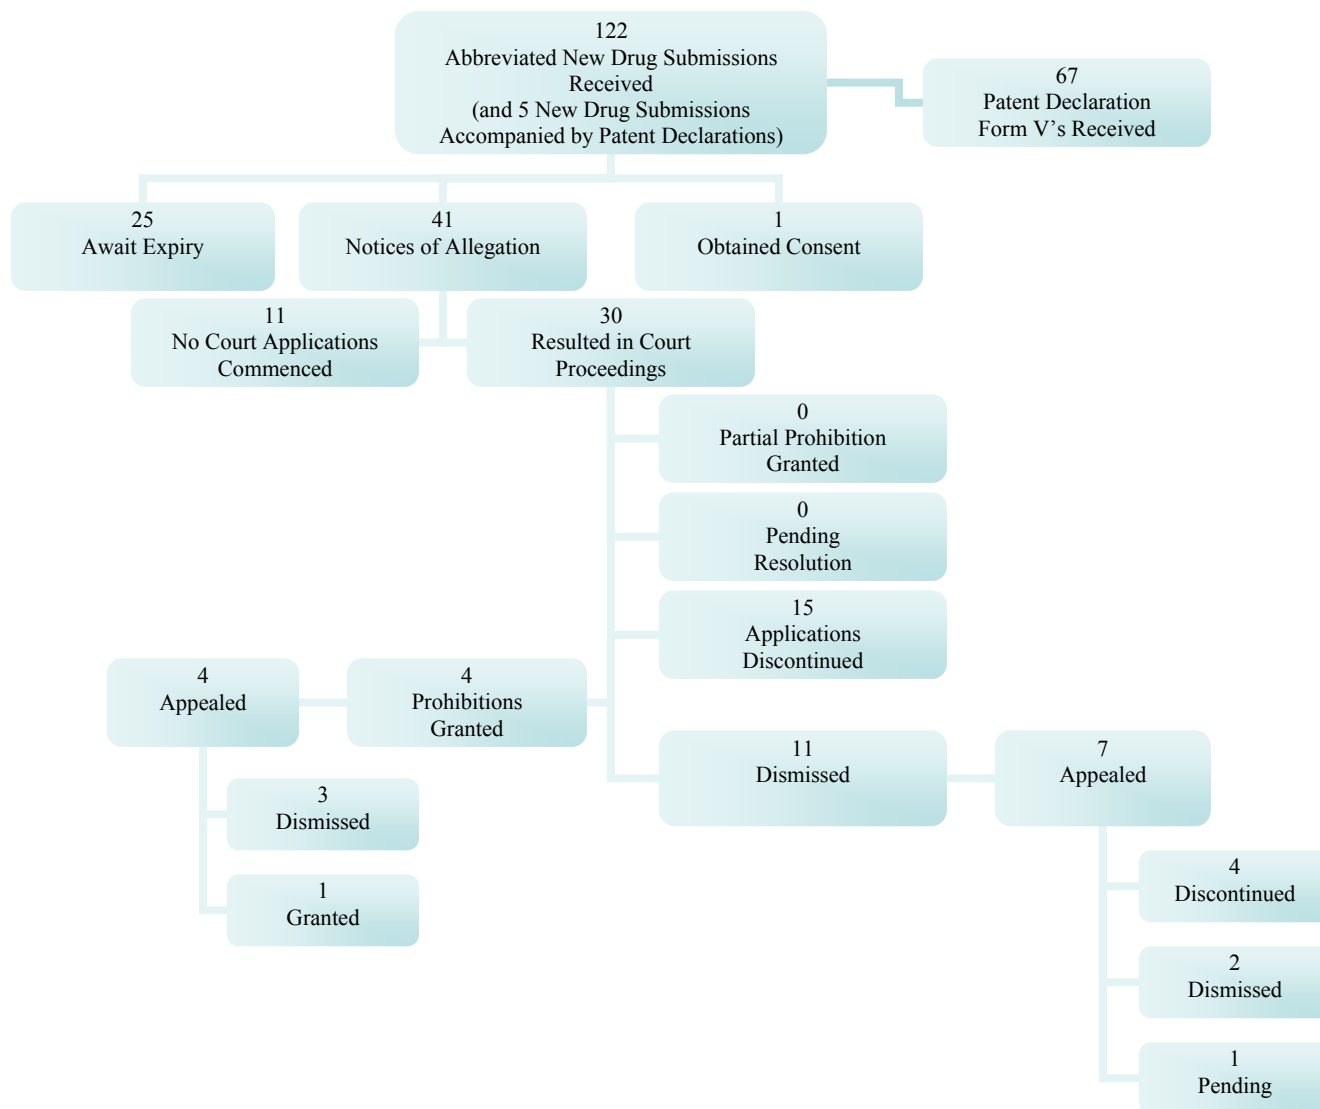 122
Abbreviated New Drug Submissions
Received
(and 5 New Drug Submissions
Accompanied by Patent Declarations)
67
Patent Declaration
Form V's Received
25
Await Expiry
41
Notices of Allegation
1
Obtained Consent
11
No Court Applications
Commenced
30
Resulted in Court
Proceedings
0
Partial Prohibition
Granted
0
Pending
Resolution
15
Applications
Discontinued
4
Appealed
4
Prohibitions
Granted
11
Dismissed
7
Appealed
3
Dismissed
1
Granted
4
Discontinued
2
Dismissed
1
Pending